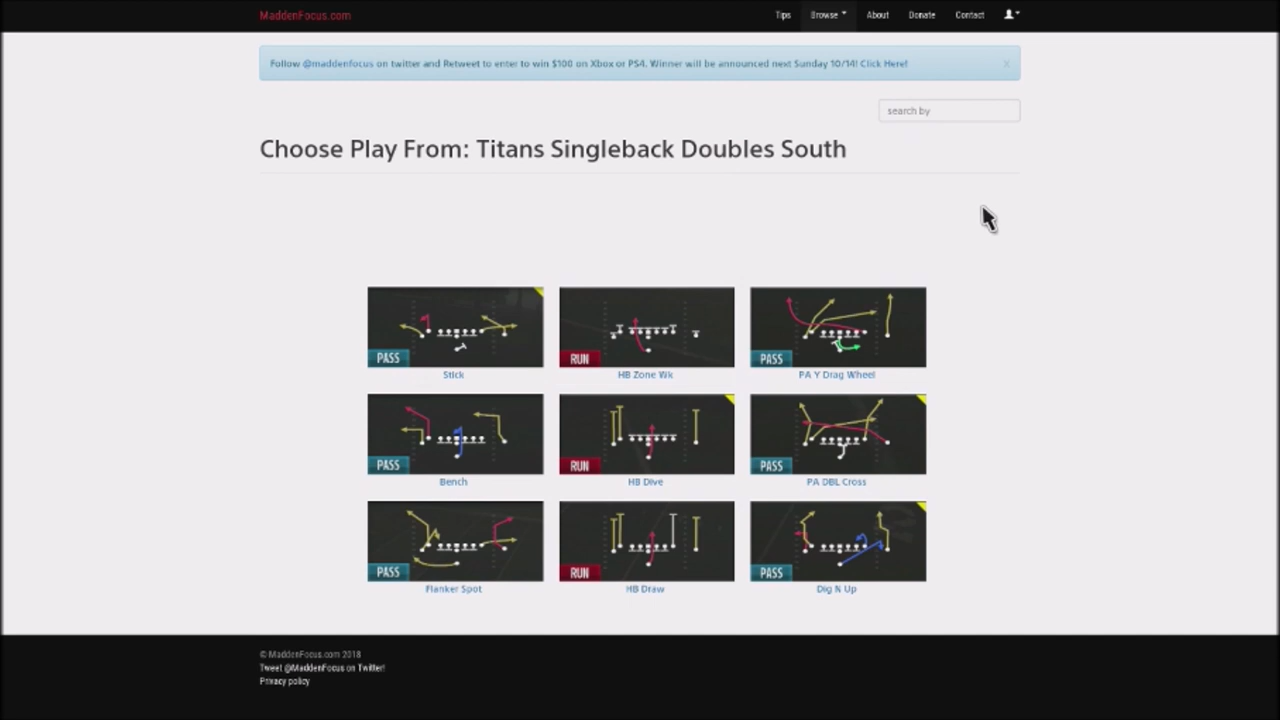 MaddenFocus.com
Tips Browse About Donate Contact
Follow @maddenfocus on twitter and Retweet to enter to win $100 on Xbox or PS4. Winner will be announced next Sunday 10/14! Click Here! ×
search by
Choose Play From: Titans Singleback Doubles South
PASS RUN PASS
Stick HB Zone Wk PA Y Drag Wheel
PASS RUN PASS
Bench HB Dive PA DBL Cross
PASS RUN PASS
Flanker Spot HB Draw Dig N Up
© MaddenFocus.com 2018
Tweet @MaddenFocus on Twitter!
Privacy policy